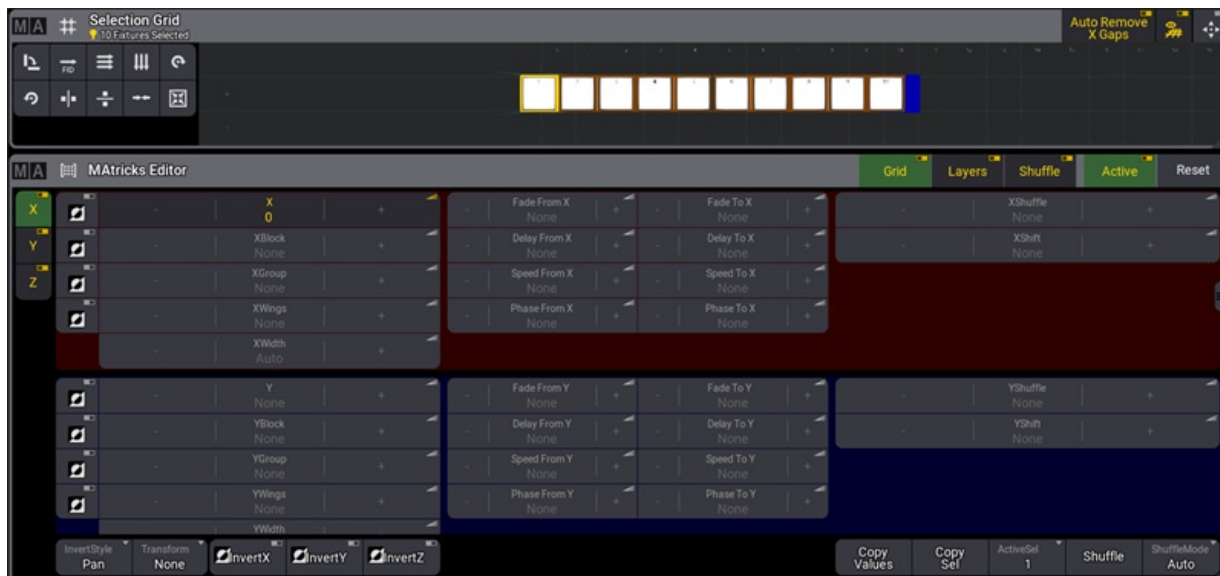 MA
Selection Grid
10 Fixtures Selected
Auto Remove
X Gaps
FID
MA
MAtricks Editor
Grid
Layers
Shuffle
Active
Reset
X
Y
Z
- X +
0
- XBlock +
None
- XGroup +
None
- XWings +
None
- XWidth +
Auto
- Fade From X +
None
- Fade To X +
None
- Delay From X +
None
- Delay To X +
None
- Speed From X +
None
- Speed To X +
None
- Phase From X +
None
- Phase To X +
None
- XShuffle +
None
- XShift +
None
- Y +
None
- YBlock +
None
- YGroup +
None
- YWings +
None
YWidth
- Fade From Y +
None
- Fade To Y +
None
- Delay From Y +
None
- Delay To Y +
None
- Speed From Y +
None
- Speed To Y +
None
- Phase From Y +
None
- Phase To Y +
None
- YShuffle +
None
- YShift +
None
InvertStyle
Pan
Transform
None
InvertX
InvertY
InvertZ
Copy
Values
Copy
Sel
ActiveSel
1
Shuffle
ShuffleMode
Auto